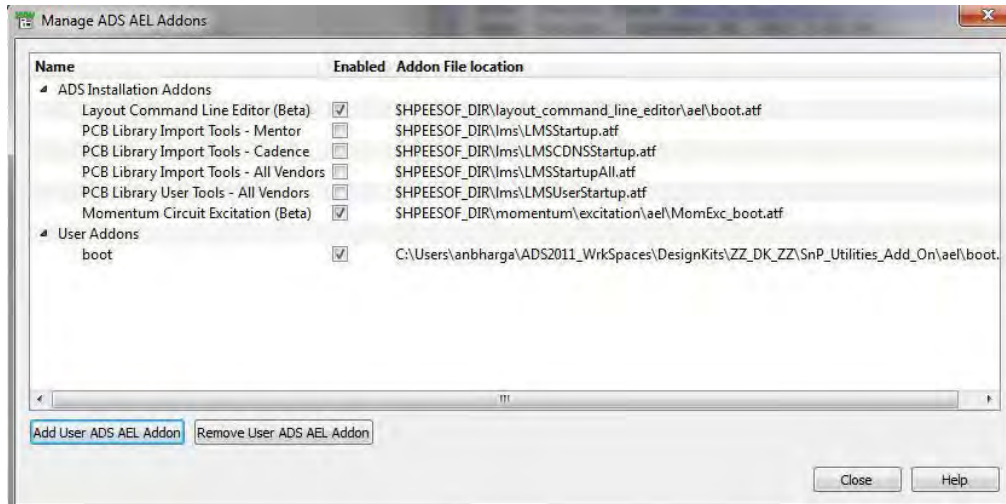 Manage ADS AEL Addons
Name Enabled Addon File location
ADS Installation Addons
Layout Command Line Editor (Beta) $HPEESOF_DIR\layout_command_line_editor\ael\boot.atf
PCB Library Import Tools - Mentor $HPEESOF_DIR\lms\LMSStartup.atf
PCB Library Import Tools - Cadence $HPEESOF_DIR\lms\LMSCDNSStartup.atf
PCB Library Import Tools - All Vendors $HPEESOF_DIR\lms\LMSStartupAll.atf
PCB Library User Tools - All Vendors $HPEESOF_DIR\lms\LMSUserStartup.atf
Momentum Circuit Excitation (Beta) $HPEESOF_DIR\momentum\excitation\ael\MomExc_boot.atf
User Addons
boot C:\Users\anbharga\ADS2011_WrkSpaces\DesignKits\ZZ_DK_ZZ\SnP_Utilities_Add_On\ael\boot.
Add User ADS AEL Addon Remove User ADS AEL Addon
Close Help